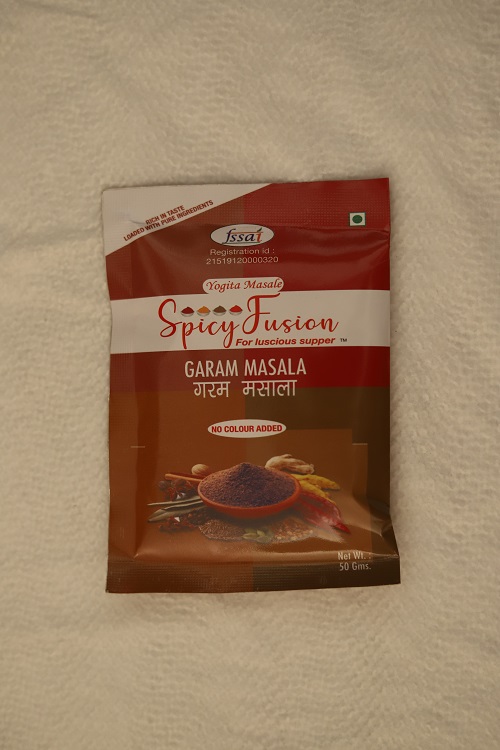 RICH IN TASTE
LOADED WITH PURE INGREDIENTS
fssai
Registration id :
21519120000320
Yogita Masale
Spicy Fusion
For luscious supper ™
GARAM MASALA
गरम मसाला
NO COLOUR ADDED
Net Wt. :
50 Gms.